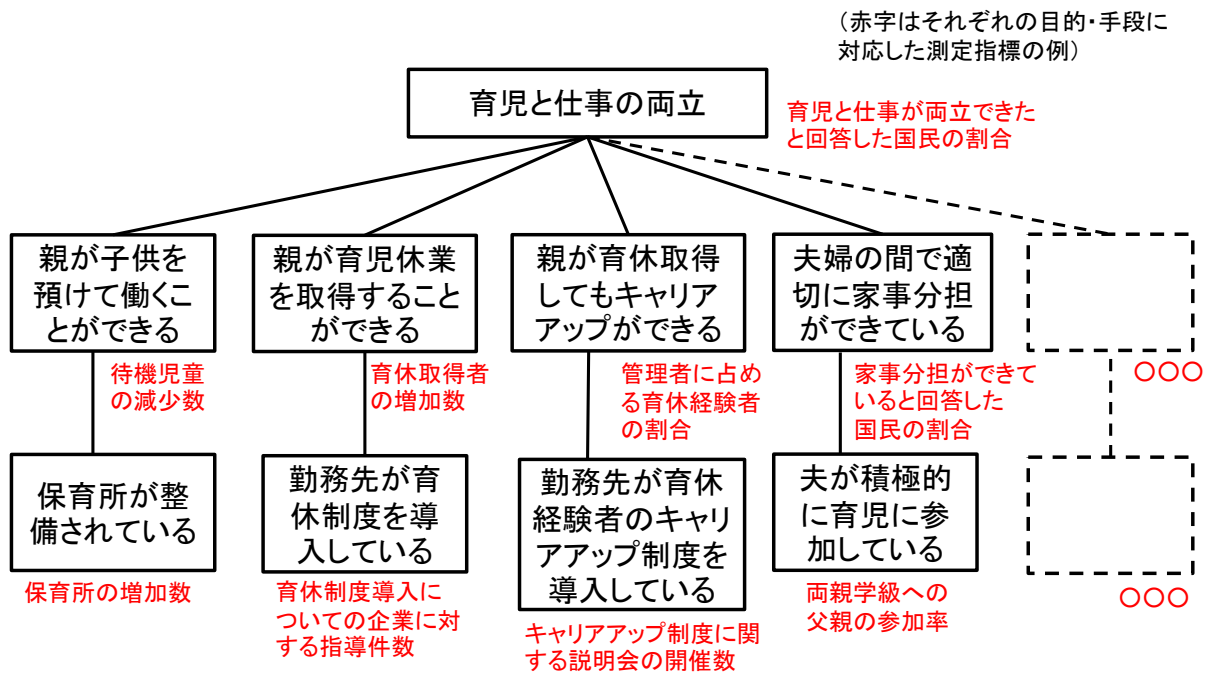 （赤字はそれぞれの目的・手段に
対応した測定指標の例）
育児と仕事の両立
育児と仕事が両立できた
と回答した国民の割合
親が子供を
預けて働くこ
とができる
待機児童
の減少数
親が育児休業
を取得すること
ができる
育休取得者
の増加数
親が育休取得
してもキャリア
アップができる
管理者に占め
る育休経験者
の割合
夫婦の間で適
切に家事分担
ができている
家事分担ができて
いると回答した
国民の割合
〇〇〇
保育所が整
備されている
保育所の増加数
勤務先が育
休制度を導
入している
育休制度導入に
ついての企業に対
する指導件数
勤務先が育休
経験者のキャリ
アアップ制度を
導入している
キャリアアップ制度に関
する説明会の開催数
夫が積極的
に育児に参
加している
両親学級への
父親の参加率
〇〇〇